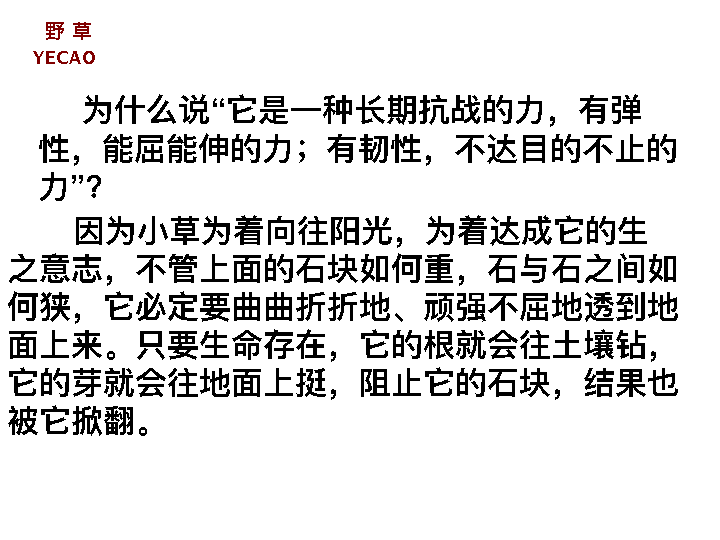 野 草
YECAO
为什么说“它是一种长期抗战的力，有弹
性，能屈能伸的力；有韧性，不达目的不止的
力”？
因为小草为着向往阳光，为着达成它的生
之意志，不管上面的石块如何重，石与石之间如
何狭，它必定要曲曲折折地、顽强不屈地透到地
面上来。只要生命存在，它的根就会往土壤钻，
它的芽就会往地面上挺，阻止它的石块，结果也
被它掀翻。